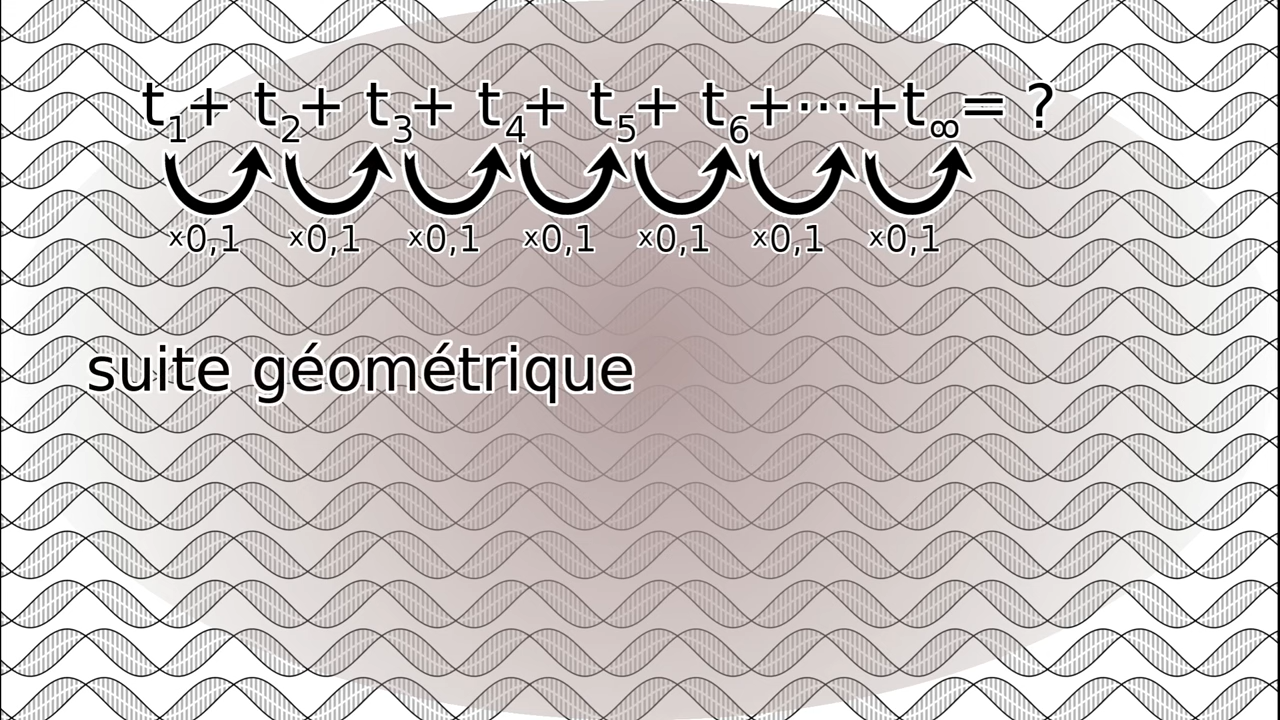 t₁+ t₂+ t₃+ t₄+ t₅+ t₆+⋯+t∞= ?
×0,1 ×0,1 ×0,1 ×0,1 ×0,1 ×0,1 ×0,1
suite géométrique